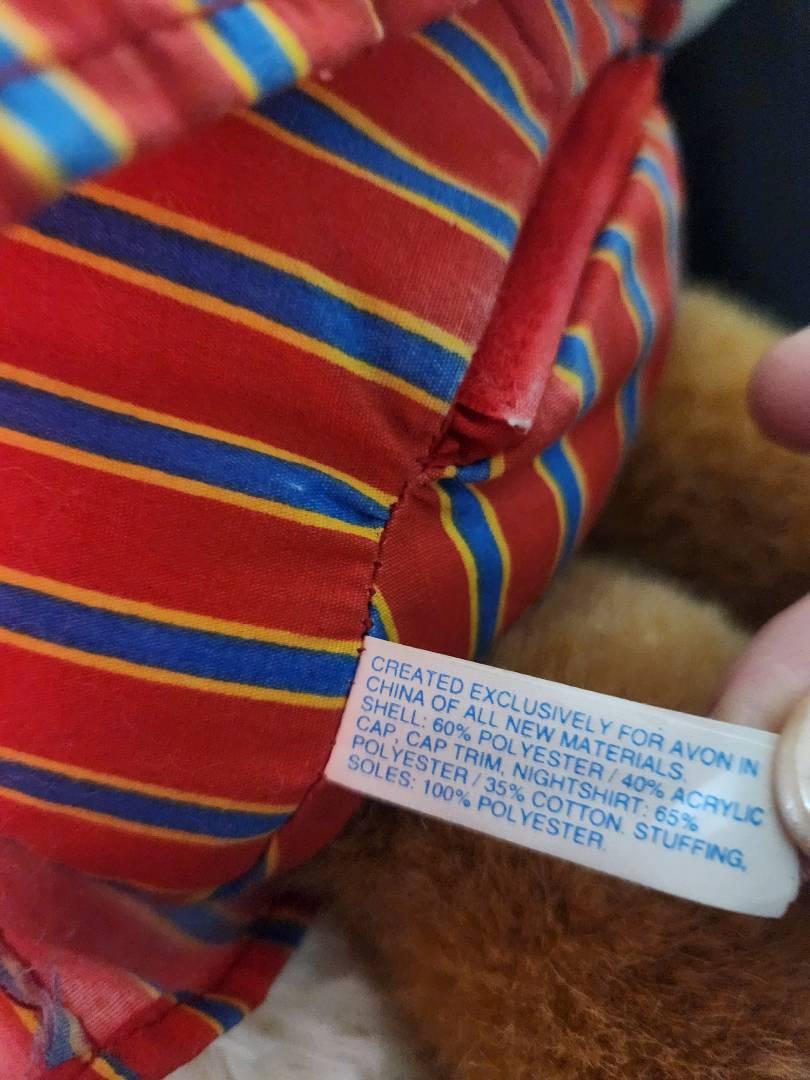 CREATED EXCLUSIVELY FOR AVON IN
CHINA OF ALL NEW MATERIALS.
SHELL: 60% POLYESTER / 40% ACRYLIC
CAP, CAP TRIM, NIGHTSHIRT: 65%
POLYESTER / 35% COTTON. STUFFING,
SOLES: 100% POLYESTER.